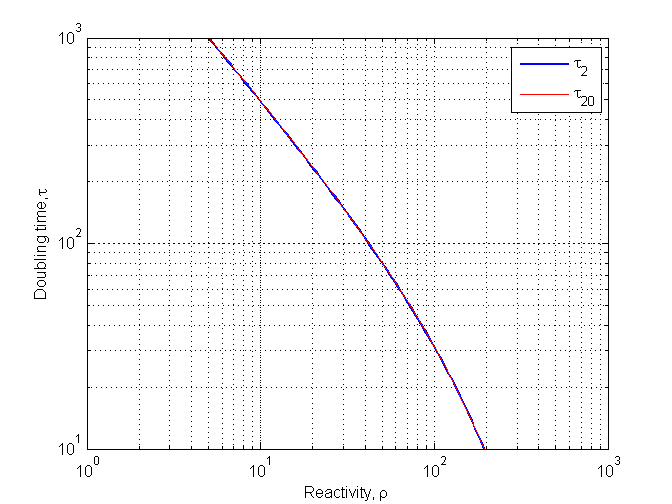 10³
τ₂
τ₂₀
Doubling time,τ
10²
10¹
10⁰ 10¹ 10² 10³
Reactivity, ρ